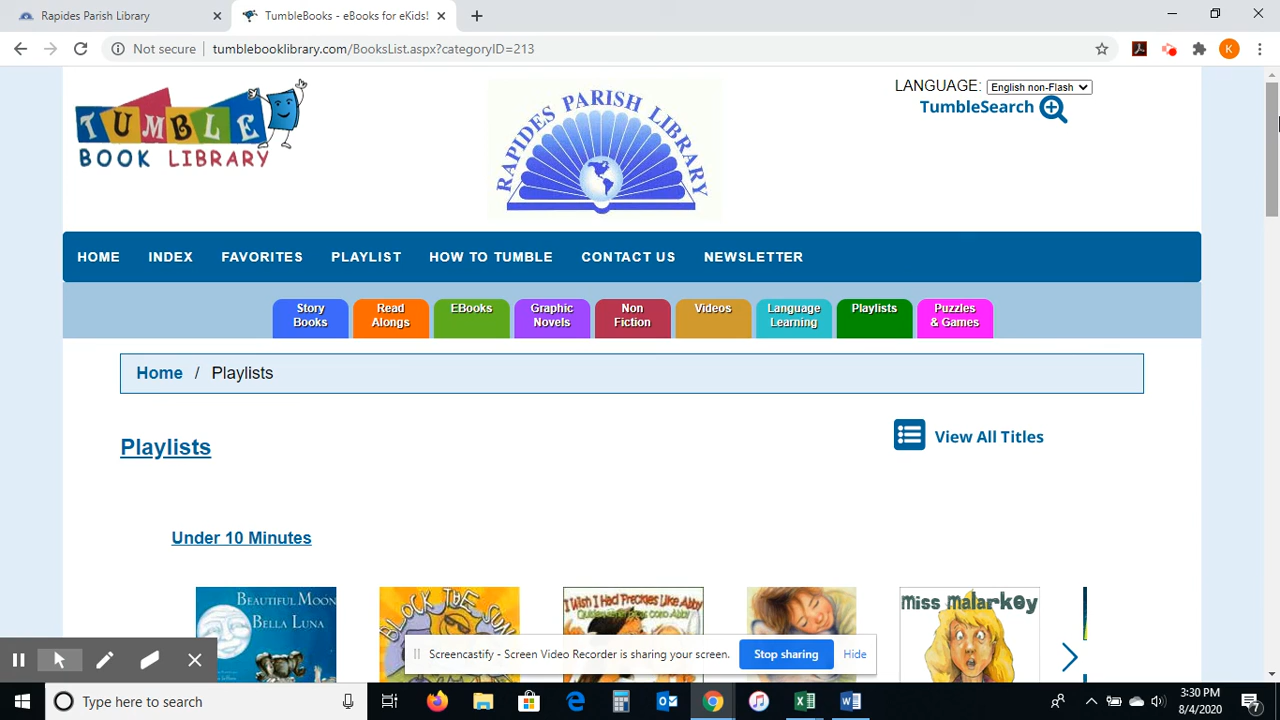 Rapides Parish Library
TumbleBooks - eBooks for eKids!
Not secure
tumblebooklibrary.com/BooksList.aspx?categoryID=213
K
TUMBLE
BOOK LIBRARY
RAPIDES PARISH LIBRARY
LANGUAGE: English non-Flash
TumbleSearch
HOME INDEX FAVORITES PLAYLIST HOW TO TUMBLE CONTACT US NEWSLETTER
Story Books
Read Alongs
EBooks
Graphic Novels
Non Fiction
Videos
Language Learning
Playlists
Puzzles & Games
Home / Playlists
Playlists
View All Titles
Under 10 Minutes
BEAUTIFUL MOON
BELLA LUNA
BLOCK THE SUN
I WISH I HAD FRECKLES LIKE ABBY
Miss Malarkey
Screencastify - Screen Video Recorder is sharing your screen.
Stop sharing
Hide
Type here to search
3:30 PM
8/4/2020
7